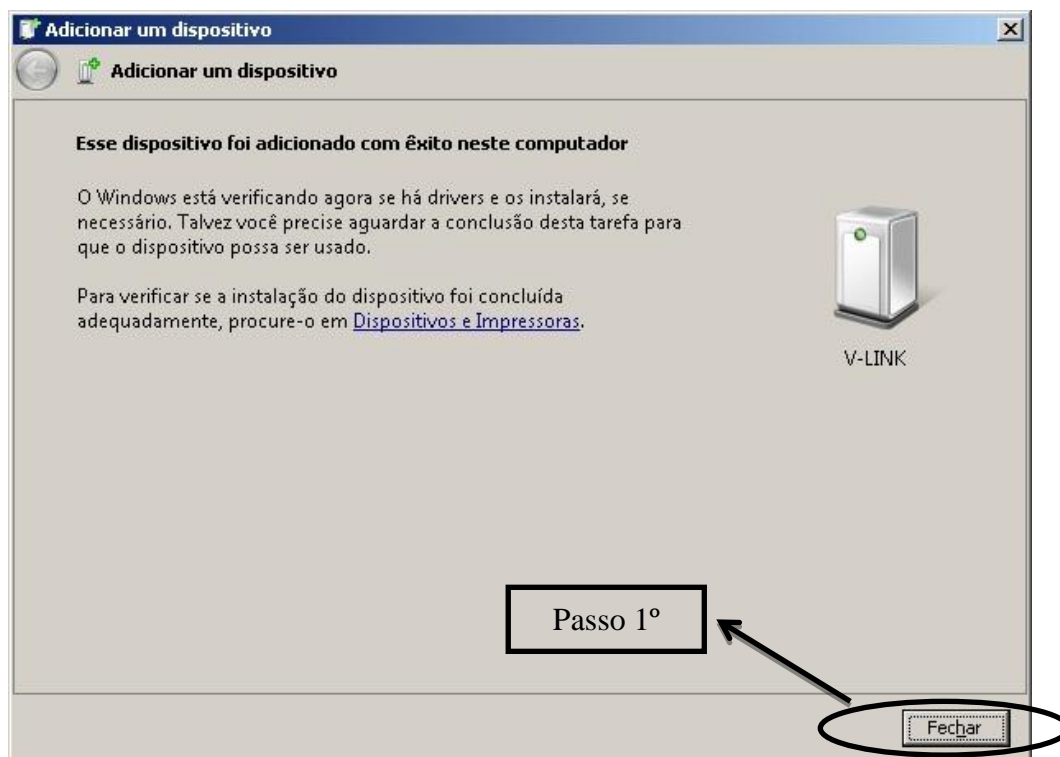 Adicionar um dispositivo
Adicionar um dispositivo
Esse dispositivo foi adicionado com êxito neste computador
O Windows está verificando agora se há drivers e os instalará, se
necessário. Talvez você precise aguardar a conclusão desta tarefa para
que o dispositivo possa ser usado.
Para verificar se a instalação do dispositivo foi concluída
adequadamente, procure-o em Dispositivos e Impressoras.
V-LINK
Passo 1º
Fechar